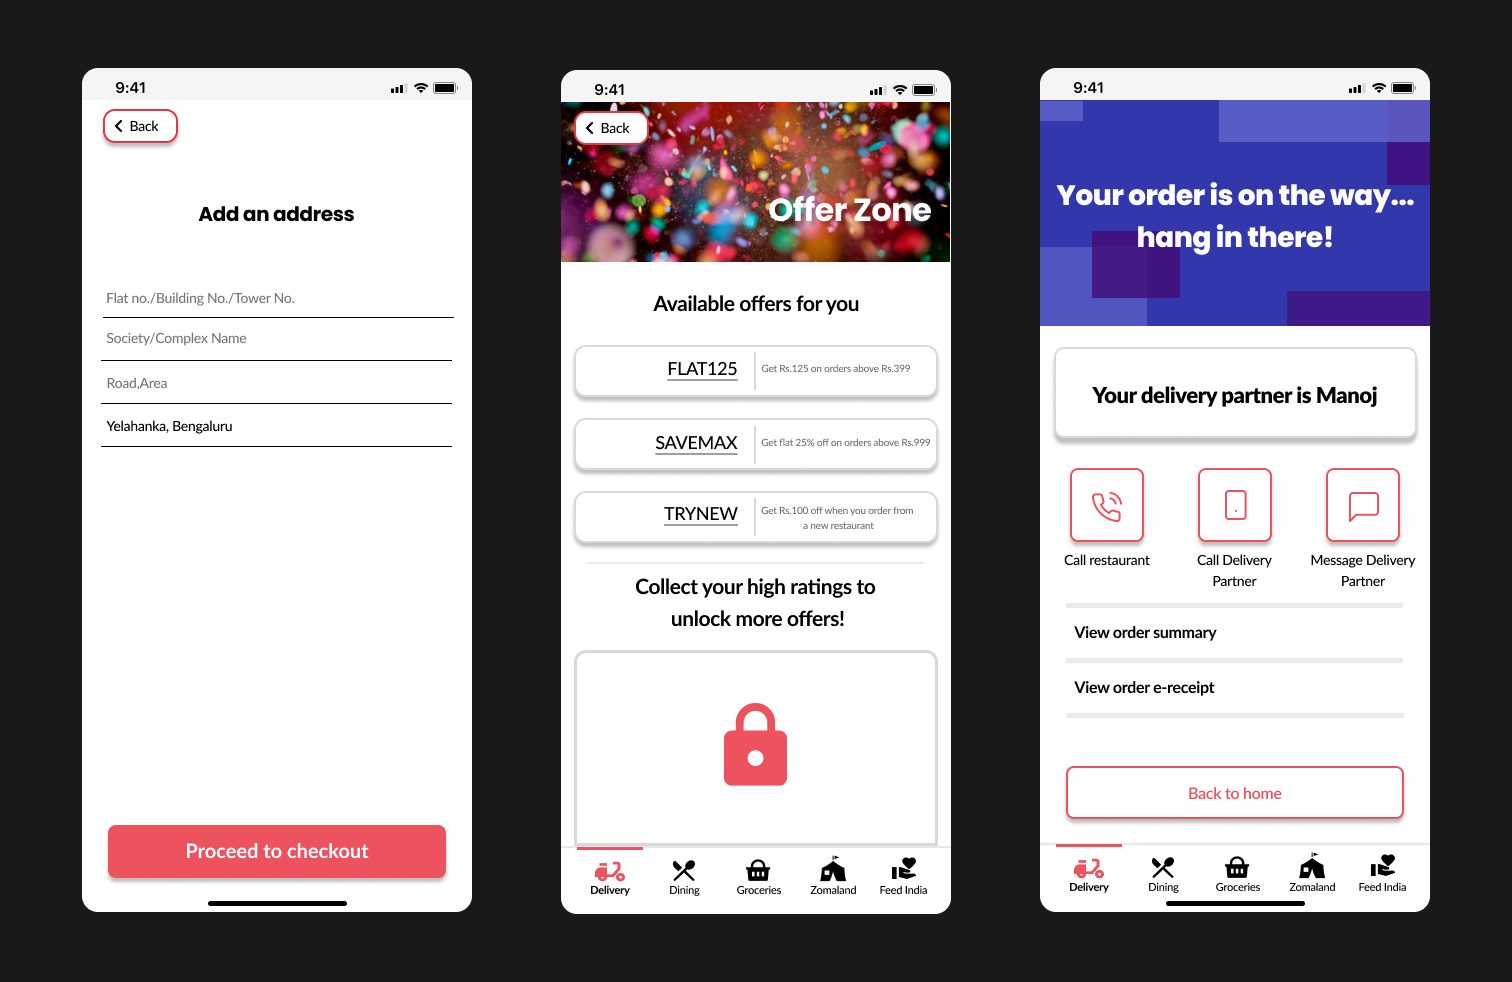 9:41
Back
Add an address
Flat no./Building No./Tower No.
Society/Complex Name
Road,Area
Yelahanka, Bengaluru
Proceed to checkout
9:41
Back
Offer Zone
Available offers for you
FLAT125 Get Rs.125 on orders above Rs.399
SAVEMAX Get flat 25% off on orders above Rs.999
TRYNEW Get Rs.100 off when you order from
a new restaurant
Collect your high ratings to
unlock more offers!
Delivery Dining Groceries Zomaland Feed India
9:41
Your order is on the way...
hang in there!
Your delivery partner is Manoj
Call restaurant Call Delivery Message Delivery
Partner Partner
View order summary
View order e-receipt
Back to home
Delivery Dining Groceries Zomaland Feed India